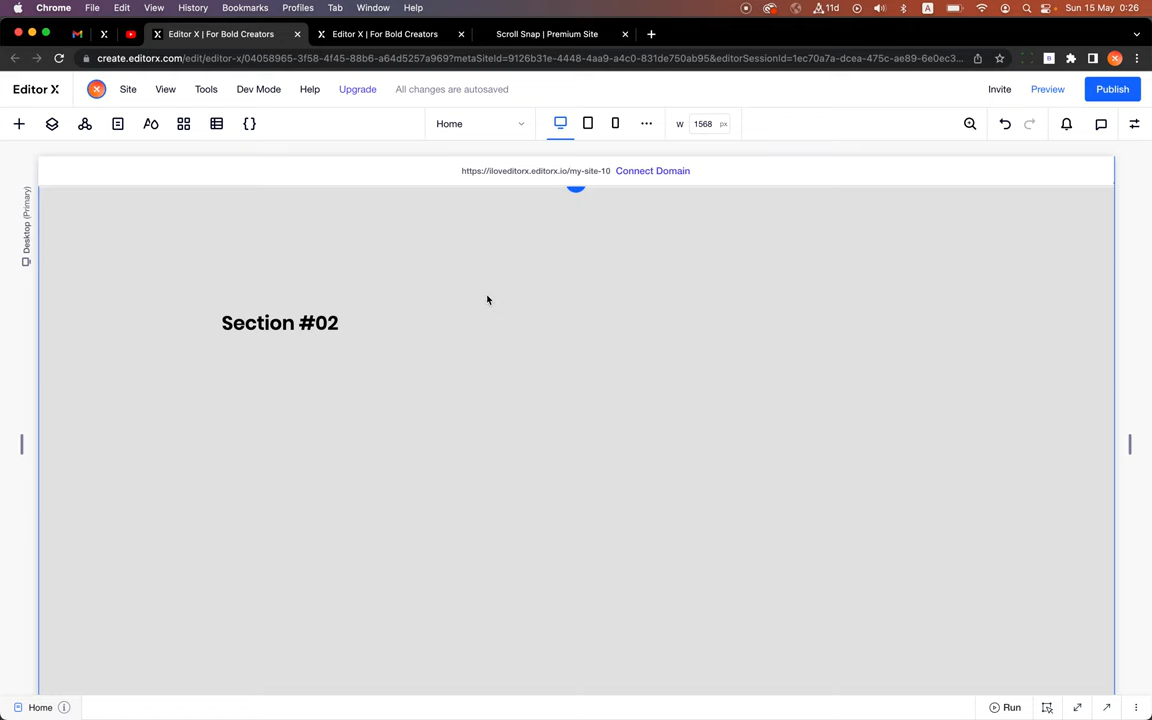 Chrome File Edit View History Bookmarks Profiles Tab Window Help 11d A Sun 15 May 0:26
Editor X | For Bold Creators Editor X | For Bold Creators Scroll Snap | Premium Site
create.editorx.com/edit/editor-x/04058965-3f58-4f45-88b6-a64d5257a969?metaSiteId=9126b31e-4448-4aa9-a4c0-831de750ab95&editorSessionId=1ec70a7a-dcea-475c-ae89-6e0ec3...
Editor X Site View Tools Dev Mode Help Upgrade All changes are autosaved Invite Preview Publish
Home W 1568 px
https://iloveeditorx.editorx.io/my-site-10 Connect Domain
Desktop (Primary)
Section #02
Home Run